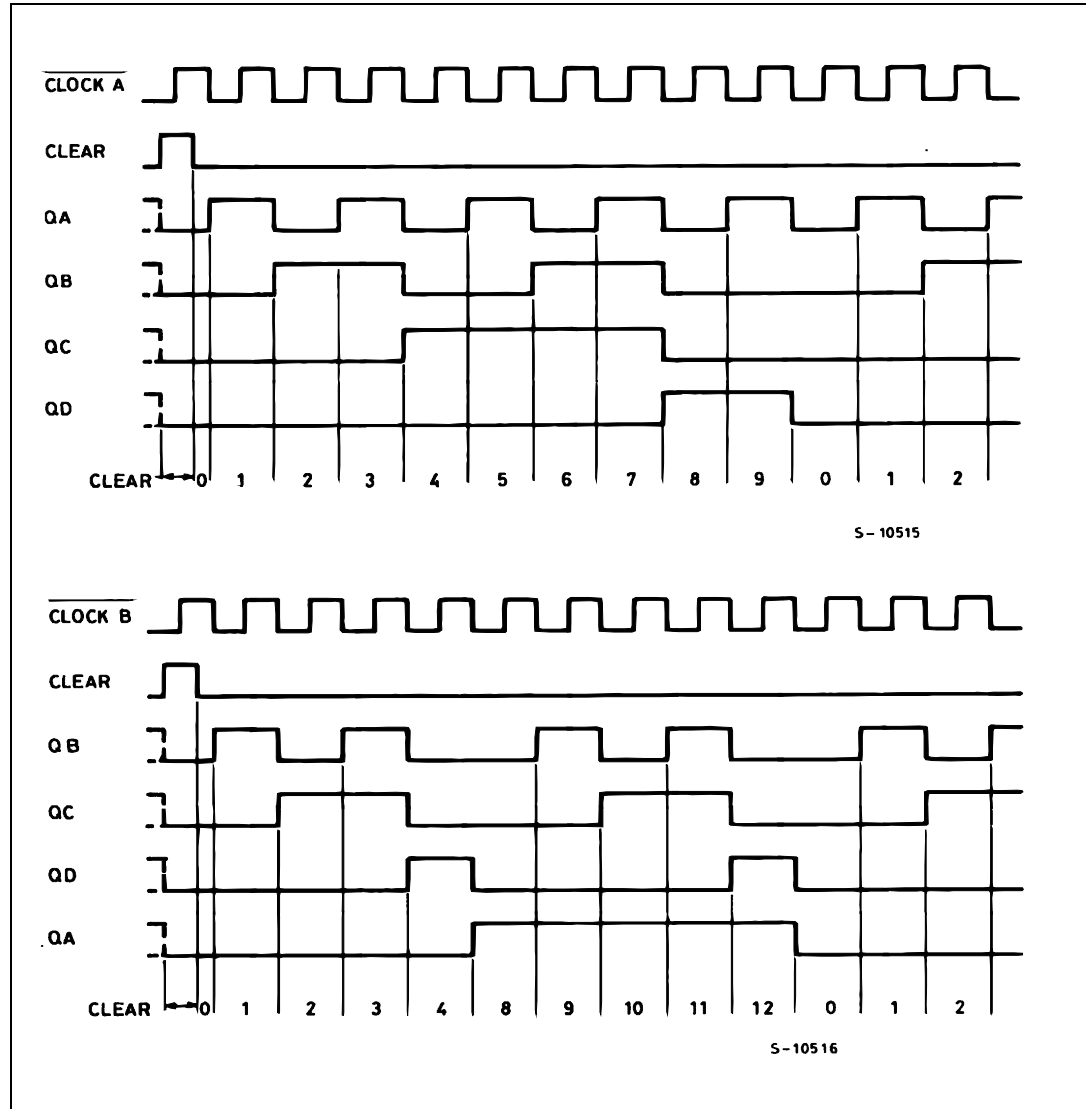 CLOCK A
CLEAR
QA
QB
QC
QD
CLEAR 0 1 2 3 4 5 6 7 8 9 0 1 2
S-10515
CLOCK B
CLEAR
QB
QC
QD
QA
CLEAR 0 1 2 3 4 8 9 10 11 12 0 1 2
S-10516